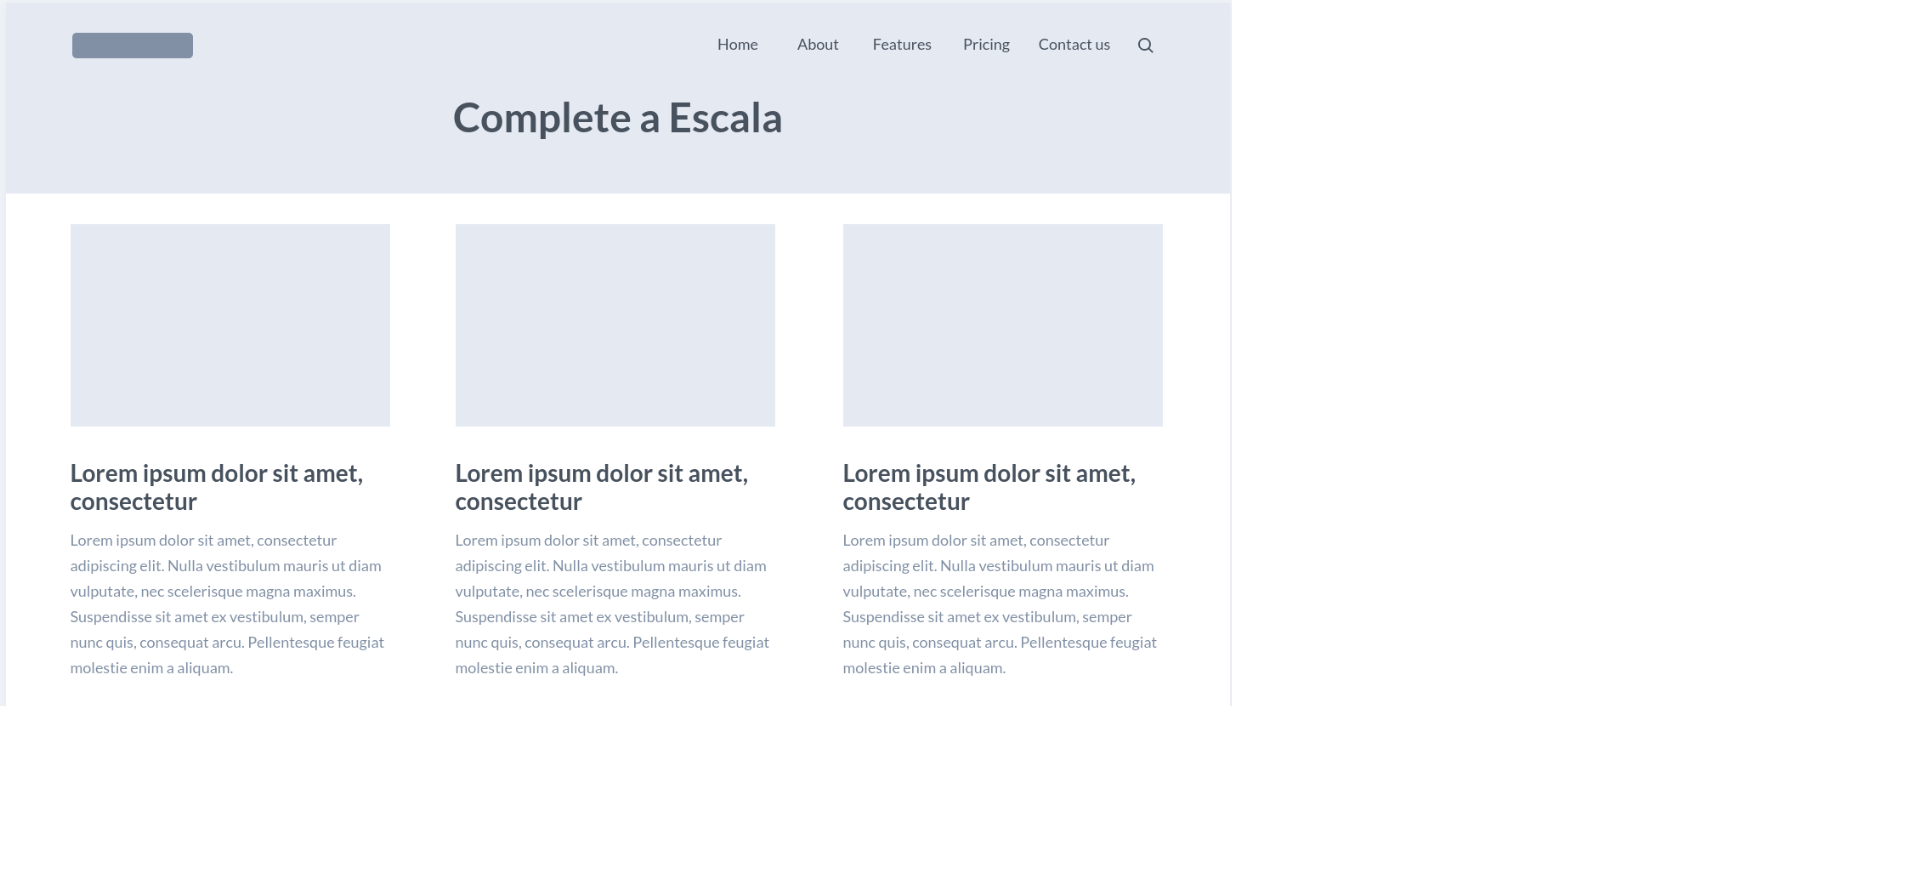 Home About Features Pricing Contact us
Complete a Escala
Lorem ipsum dolor sit amet,
consectetur
Lorem ipsum dolor sit amet, consectetur
adipiscing elit. Nulla vestibulum mauris ut diam
vulputate, nec scelerisque magna maximus.
Suspendisse sit amet ex vestibulum, semper
nunc quis, consequat arcu. Pellentesque feugiat
molestie enim a aliquam.
Lorem ipsum dolor sit amet,
consectetur
Lorem ipsum dolor sit amet, consectetur
adipiscing elit. Nulla vestibulum mauris ut diam
vulputate, nec scelerisque magna maximus.
Suspendisse sit amet ex vestibulum, semper
nunc quis, consequat arcu. Pellentesque feugiat
molestie enim a aliquam.
Lorem ipsum dolor sit amet,
consectetur
Lorem ipsum dolor sit amet, consectetur
adipiscing elit. Nulla vestibulum mauris ut diam
vulputate, nec scelerisque magna maximus.
Suspendisse sit amet ex vestibulum, semper
nunc quis, consequat arcu. Pellentesque feugiat
molestie enim a aliquam.